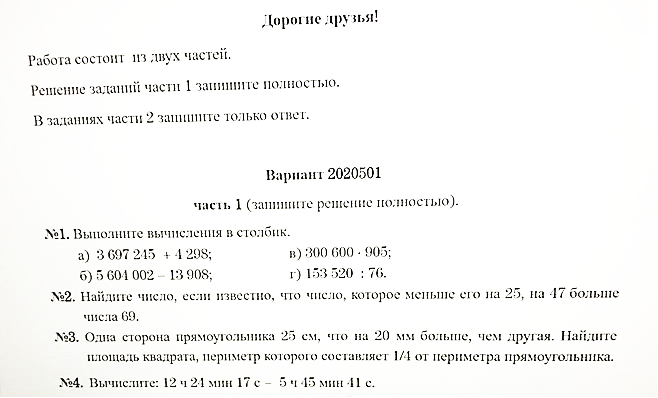 Дорогие друзья!
Работа состоит из двух частей.
Решение заданий части 1 запишите полностью.
В заданиях части 2 запишите только ответ.
Вариант 2020501
часть 1 (запишите решение полностью).
№1. Выполните вычисления в столбик.
а) 3 697 245 + 4 298; в) 300 600 · 905;
б) 5 604 002 – 13 908; г) 153 520 : 76.
№2. Найдите число, если известно, что число, которое меньше его на 25, на 47 больше
числа 69.
№3. Одна сторона прямоугольника 25 см, что на 20 мм больше, чем другая. Найдите
площадь квадрата, периметр которого составляет 1/4 от периметра прямоугольника.
№4. Вычислите: 12 ч 24 мин 17 с – 5 ч 45 мин 41 с.